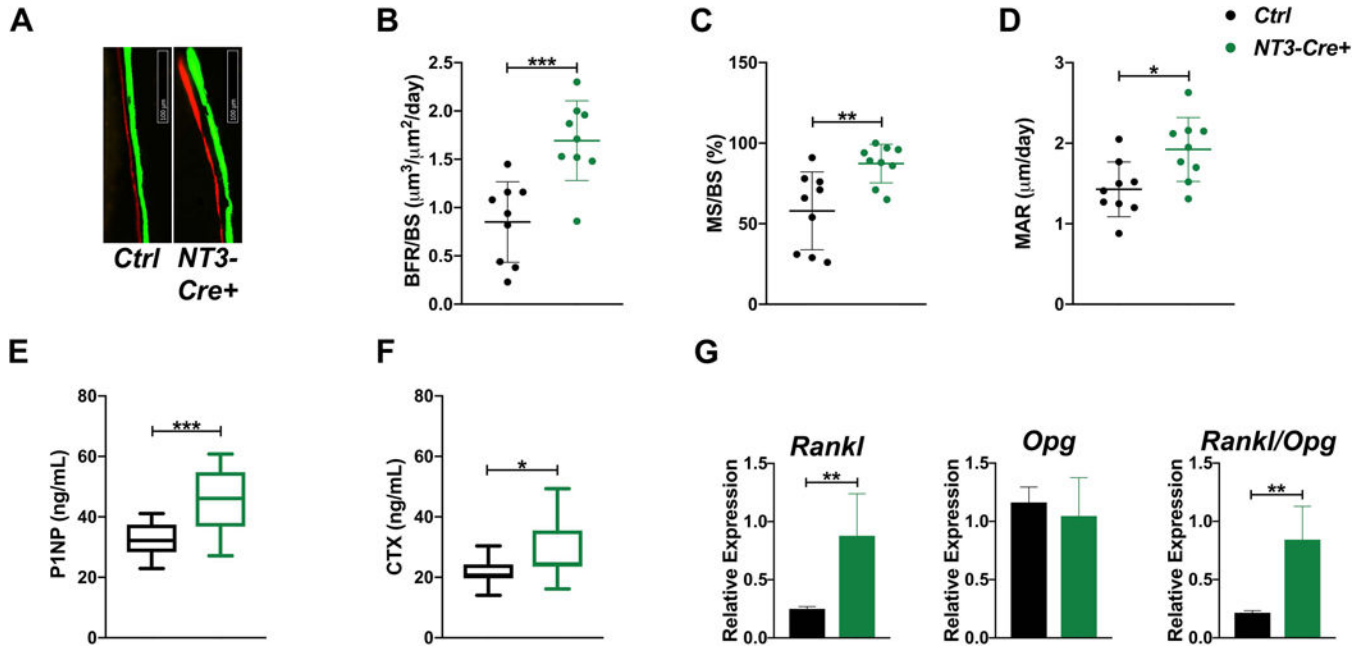 A
100 µm
100 µm
Ctrl
NT3-
Cre+
B
BFR/BS (µm³/µm²/day)
2.5
2.0
1.5
1.0
0.5
0.0
***
C
MS/BS (%)
150
100
50
0
**
D
MAR (µm/day)
3
2
1
0
*
Ctrl
NT3-Cre+
E
P1NP (ng/mL)
80
60
40
20
0
***
F
CTX (ng/mL)
80
60
40
20
0
*
G
Rankl
Relative Expression
1.5
1.0
0.5
0.0
**
Opg
Relative Expression
1.5
1.0
0.5
0.0
Rankl/Opg
Relative Expression
1.5
1.0
0.5
0.0
**